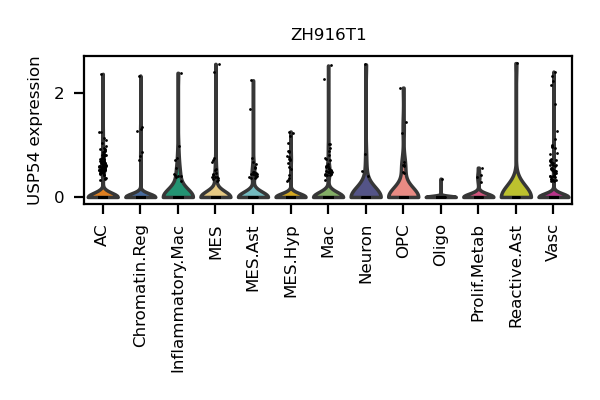 ZH916T1
USP54 expression
2
0
AC
Chromatin.Reg
Inflammatory.Mac
MES
MES.Ast
MES.Hyp
Mac
Neuron
OPC
Oligo
Prolif.Metab
Reactive.Ast
Vasc